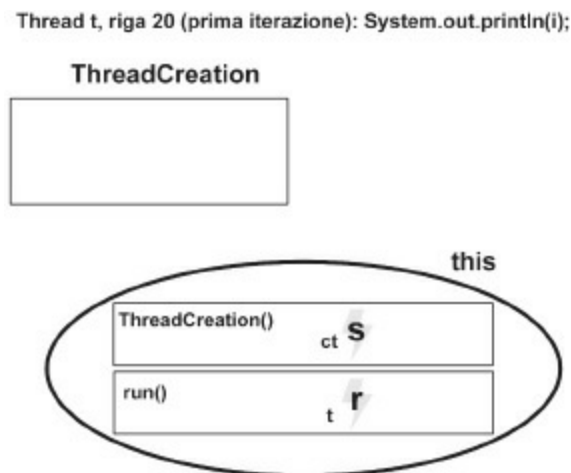 Thread t, riga 20 (prima iterazione): System.out.println(i);
ThreadCreation
this
ThreadCreation()
ct s
run()
t r